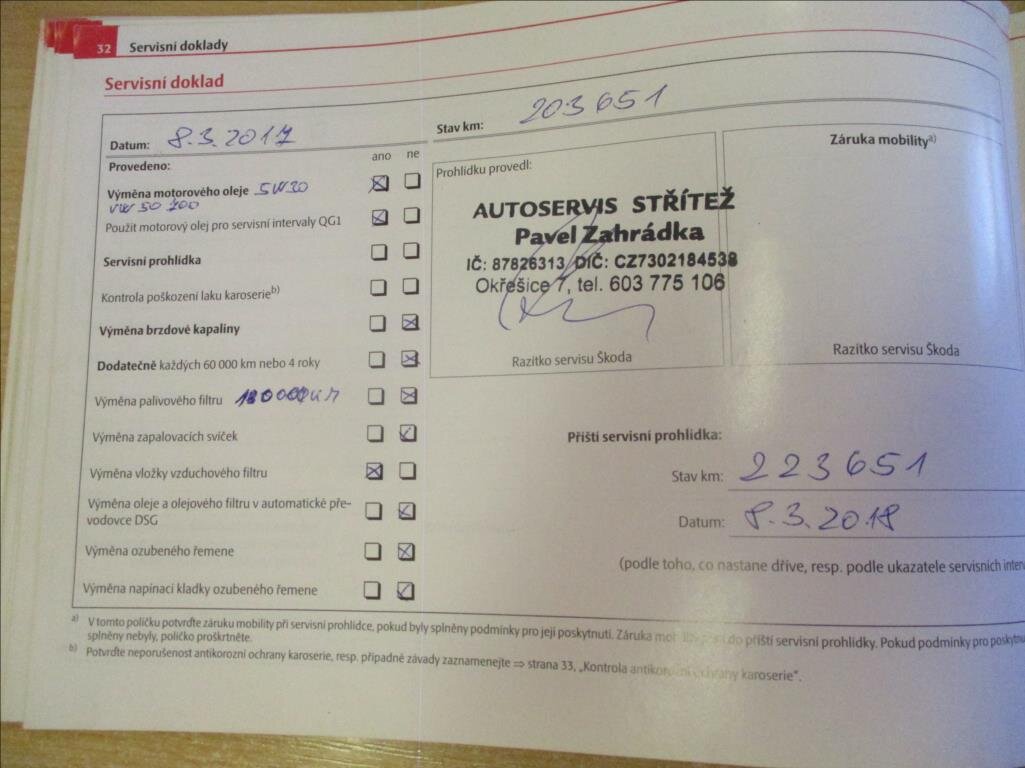 32 Servisní doklady
Servisní doklad
Datum: 8.3.2017
Stav km: 203651
Provedeno:
ano ne
Výměna motorového oleje 5W30
VW 50 700
Použit motorový olej pro servisní intervaly QG1
Servisní prohlídka
Kontrola poškození laku karoserie b)
Výměna brzdové kapaliny
Dodatečně každých 60 000 km nebo 4 roky
Výměna palivového filtru 180000KM
Výměna zapalovacích svíček
Výměna vložky vzduchového filtru
Výměna oleje a olejového filtru v automatické pře-
vodovce DSG
Výměna ozubeného řemene
Výměna napínací kladky ozubeného řemene
Prohlídku provedl:
AUTOSERVIS STŘÍTEŽ
Pavel Zahrádka
IČ: 87826313 DIČ: CZ7302184538
Okřešice 7, tel. 603 775 106
Razítko servisu Škoda
Záruka mobility a)
Razítko servisu Škoda
Příští servisní prohlídka:
Stav km: 223651
Datum: 8.3.2018
(podle toho, co nastane dříve, resp. podle ukazatele servisních inter
a) V tomto políčku potvrďte záruku mobility při servisní prohlídce, pokud byly splněny podmínky pro její poskytnutí. Záruka do příští servisní prohlídky. Pokud podmínky pro poskytnu
splněny nebyly, políčko proškrtněte.
b) Potvrďte neporušenost antikorozní ochrany karoserie, resp. případné závady zaznamenejte ⇒ strana 33, „Kontrola antikorozní ochrany karoserie“.